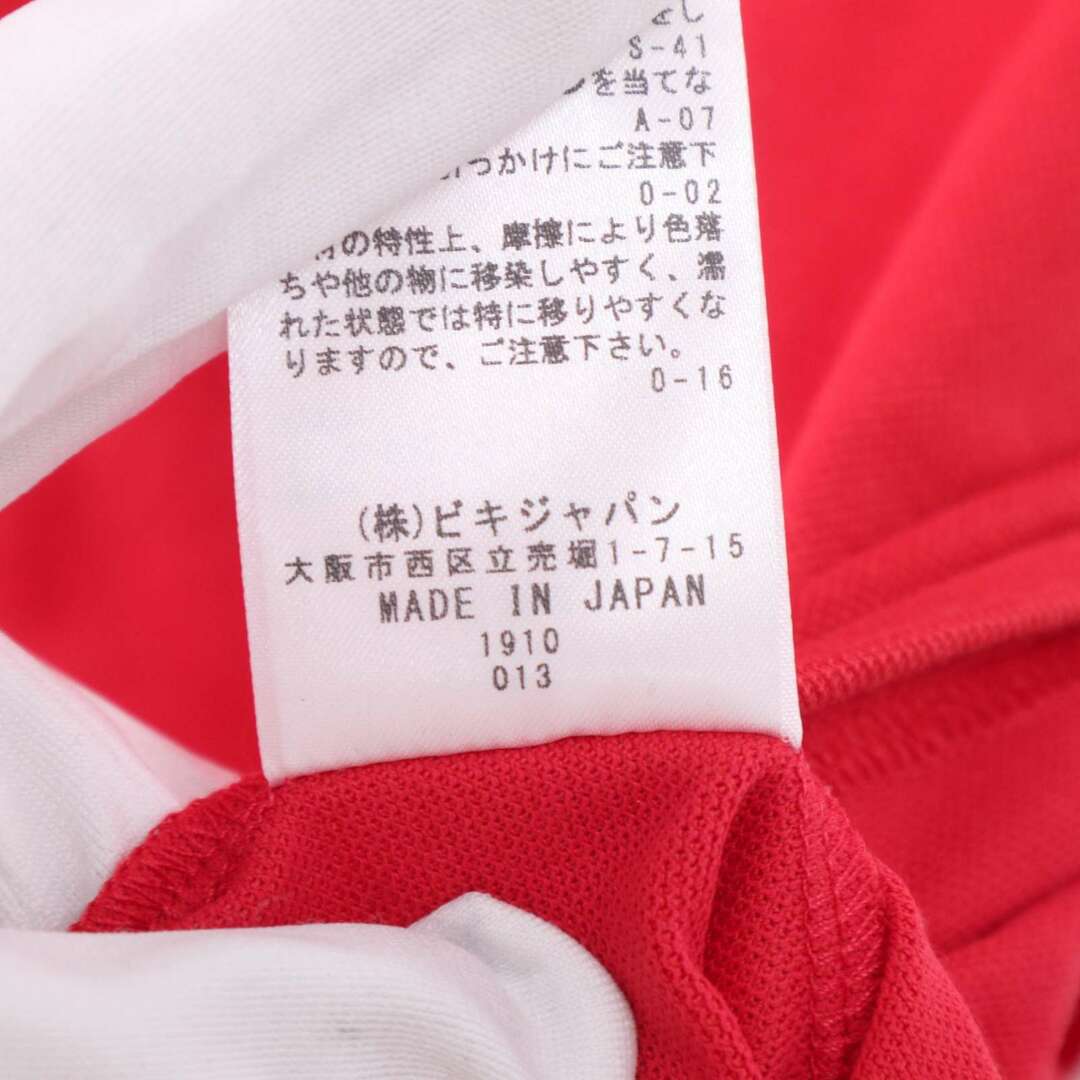 S-41
を当てな
A-07
っかけにご注意下
0-02
の特性上、摩擦により色落
ちや他の物に移染しやすく、濡
れた状態では特に移りやすくな
りますので、ご注意下さい。
0-16
(株)ビキジャパン
大阪市西区立売堀1-7-15
MADE IN JAPAN
1910
013